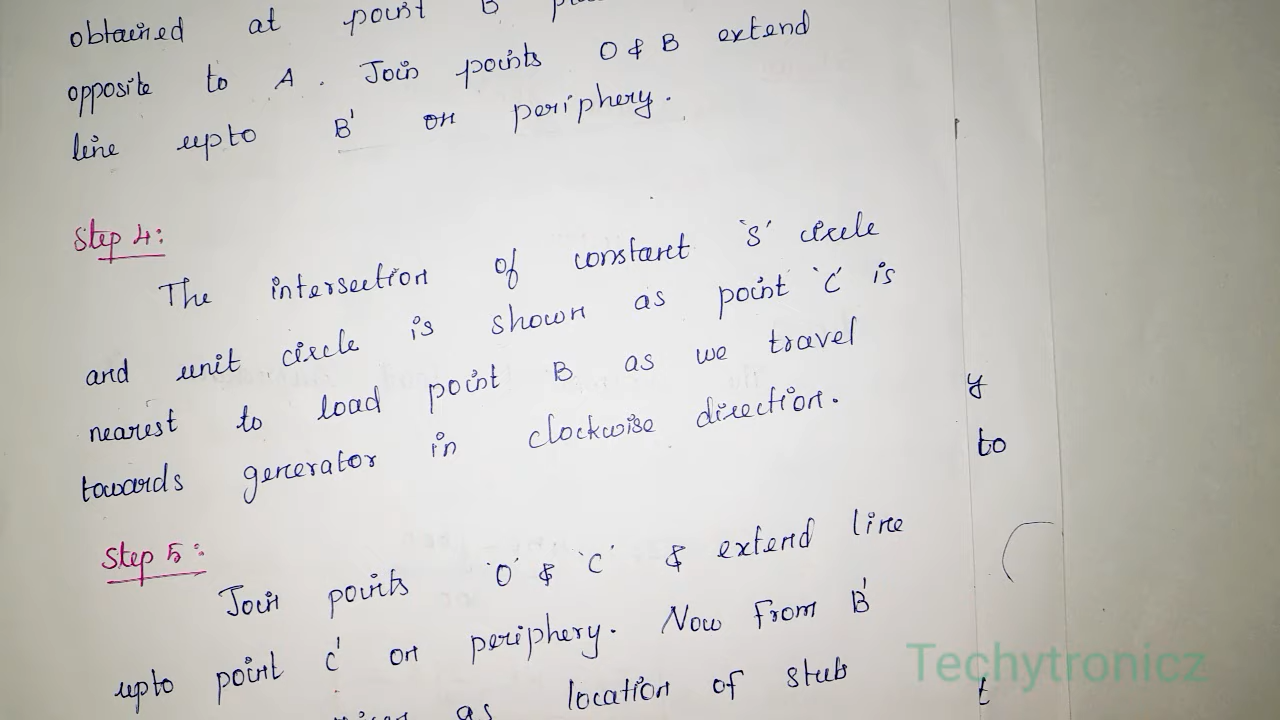 obtained at point B
opposite to A . Join points O & B extend
line upto B' on periphery.
Step 4:
The intersection of constant 'S' circle
and unit circle is shown as point 'C' is
nearest to load point B as we travel
towards generator in clockwise direction.
Step 5:
Join points 'O' & 'C' & extend line
upto point C' on periphery. Now from B'
as location of stub
y
to
t
Techytronicz